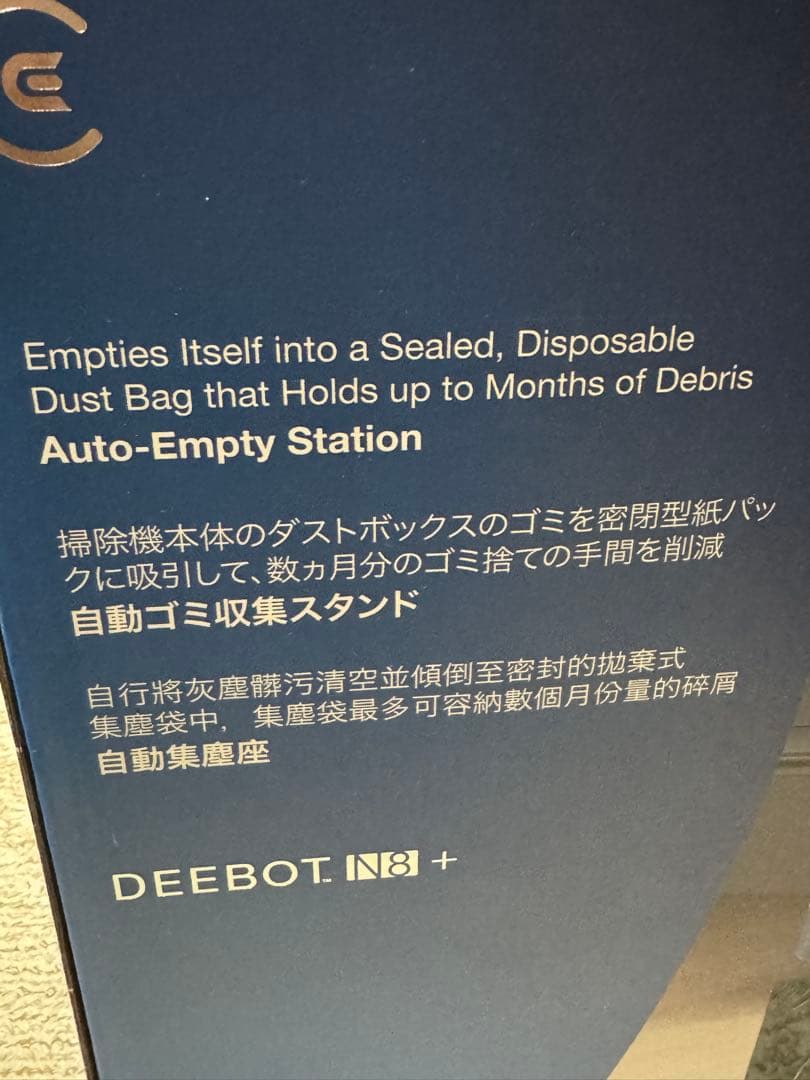 Empties Itself into a Sealed, Disposable
Dust Bag that Holds up to Months of Debris
Auto-Empty Station
掃除機本体のダストボックスのゴミを密閉型紙パッ
クに吸引して、数ヵ月分のゴミ捨ての手間を削減
自動ゴミ収集スタンド
自行將灰塵髒污清空並傾倒至密封的拋棄式
集塵袋中，集塵袋最多可容納數個月份量的碎屑
自動集塵座
DEEBOT™ N8 +